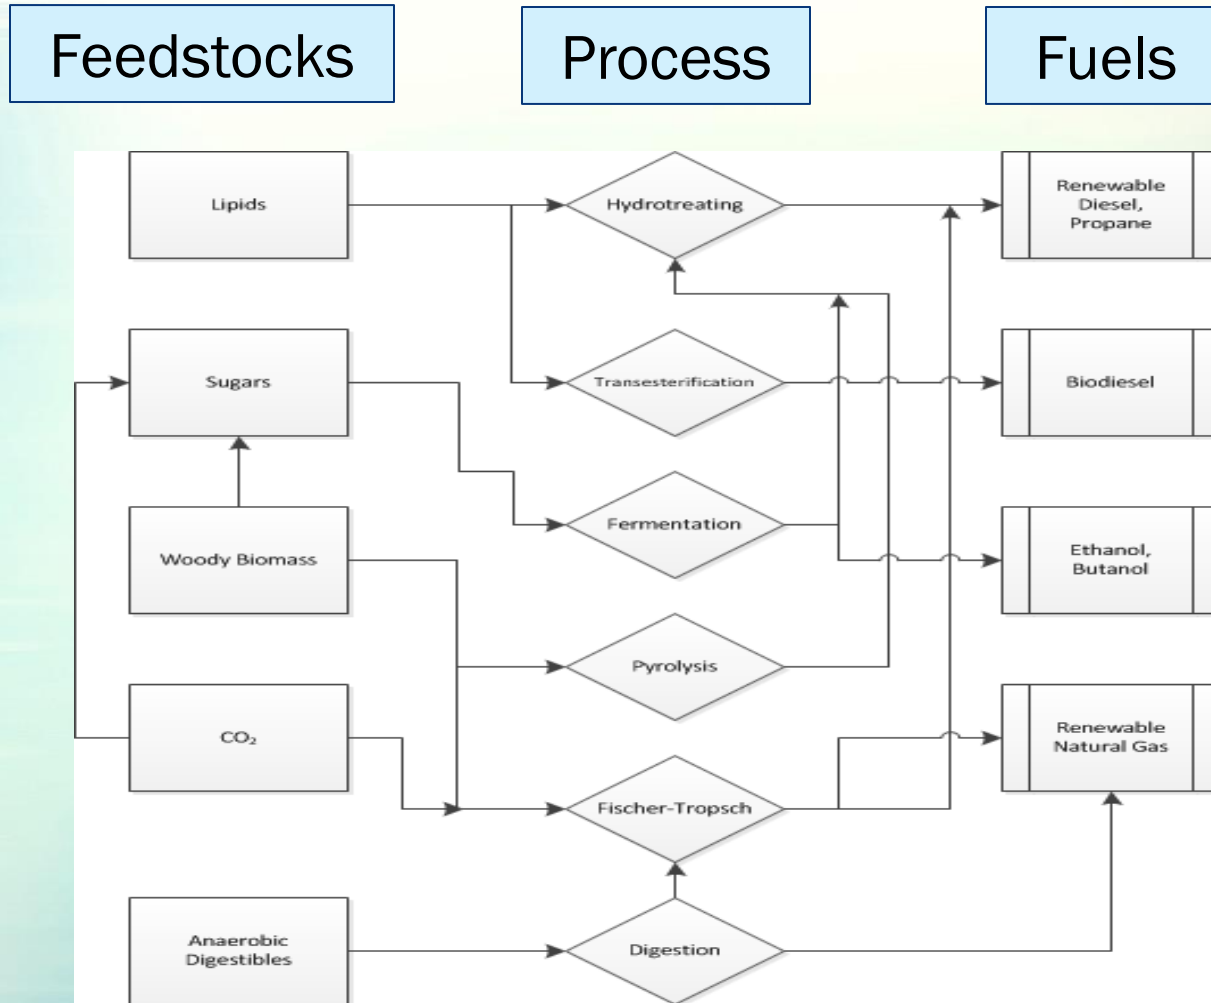 Feedstocks
Process
Fuels
Lipids
Hydrotreating
Renewable
Diesel,
Propane
Sugars
Transesterification
Biodiesel
Fermentation
Woody Biomass
Ethanol,
Butanol
Pyrolysis
CO₂
Renewable
Natural Gas
Fischer-Tropsch
Anaerobic
Digestibles
Digestion